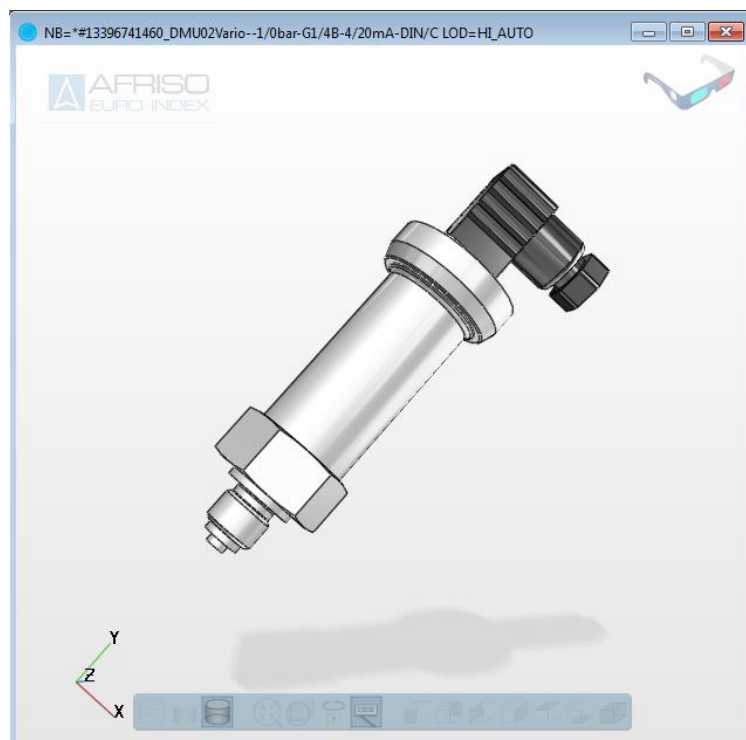 NB=*#13396741460_DMU02Vario--1/0bar-G1/4B-4/20mA-DIN/C LOD=HI_AUTO
AFRISO
EURO-INDEX
Y
Z
X